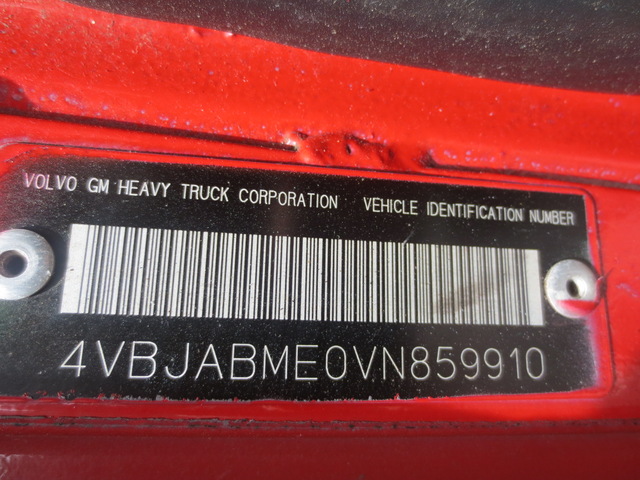 VOLVO GM HEAVY TRUCK CORPORATION VEHICLE IDENTIFICATION NUMBER
4VBJABME0VN859910